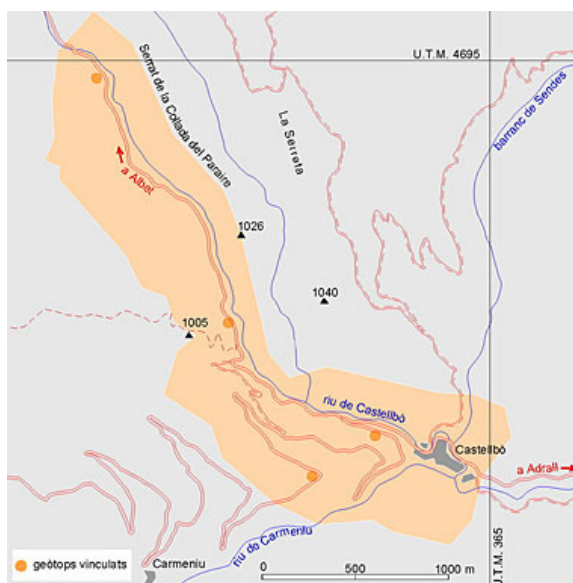 U.T.M. 4695
Serrat de la Collada del Paraire
La Serreta
barranc de Sendes
a Albet
1026
1040
1005
riu de Castellbò
Castellbò
a Adrall
riu de Carmeniu
Carmeniu
geòtops vinculats
0 500 1000 m
U.T.M. 365